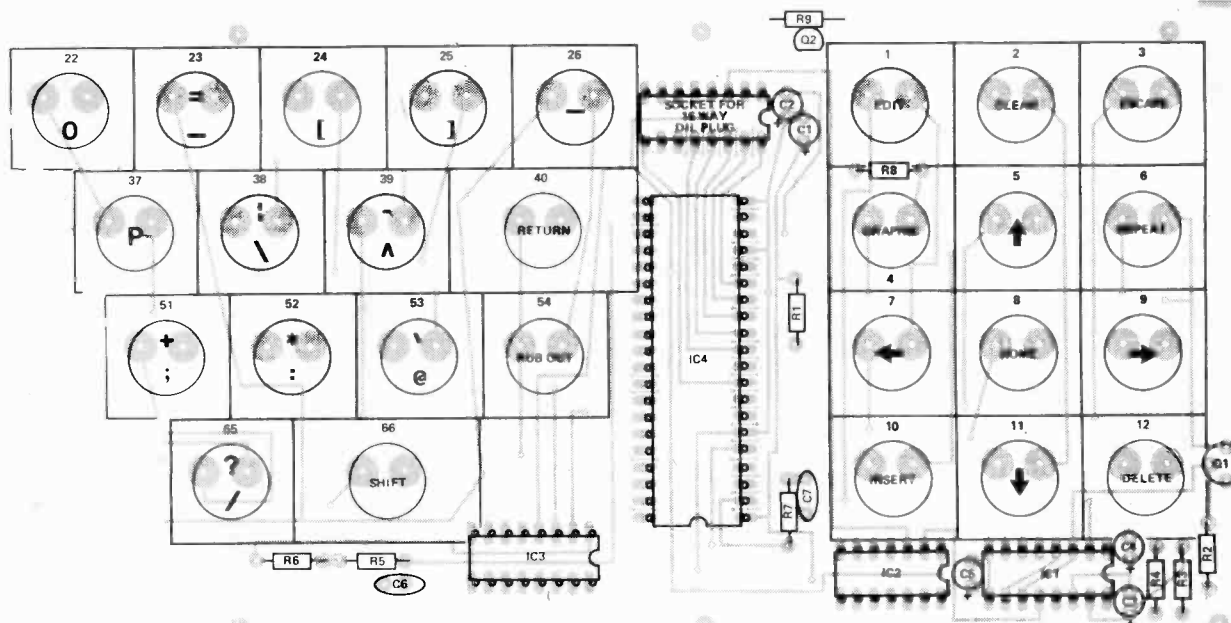 R9
Q2
22 23 24 25 26
1 2 3
0 = _ [ ] —
SOCKET FOR
16 WAY
DIL PLUG
C2
C1
EDIT CLEAR ESCAPE
R8
37 38 39 40
5 6
P ¦ \ ~ ^ RETURN
GRAPHIC ↑ REPEAT
4
51 52 53 54
7 8 9
R1
+ ; * : ` @ RUB OUT
IC4
← HOME →
65 66
10 11 12
? / SHIFT
Q1
C7
R7
INSERT ↓ DELETE
R6 R5 IC3
C6
IC2 C5 IC1
R4 R3 R2